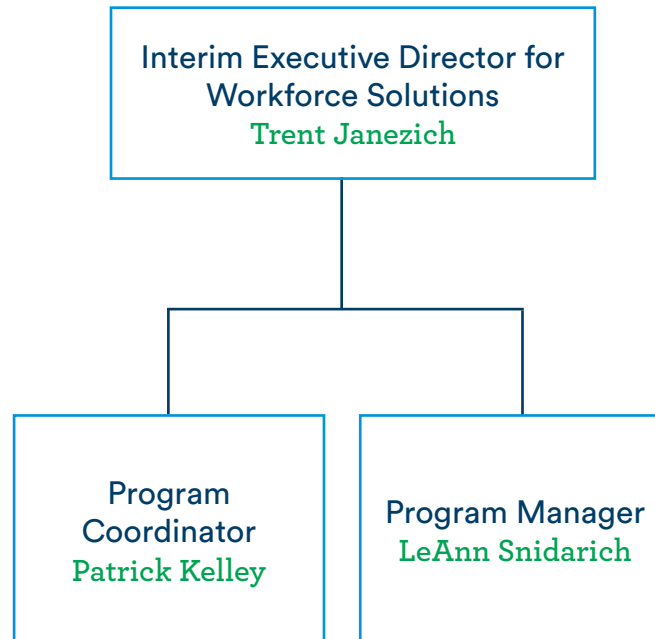 Interim Executive Director for
Workforce Solutions
Trent Janezich
Program
Coordinator
Patrick Kelley
Program Manager
LeAnn Snidarich